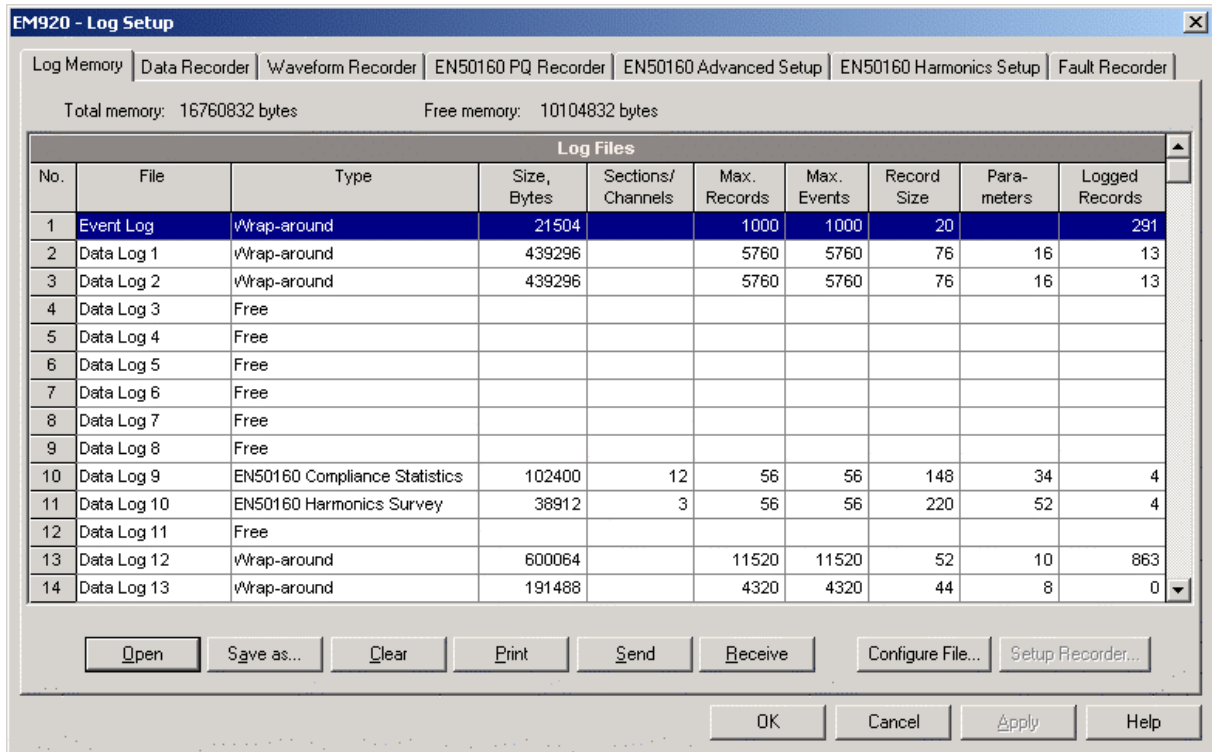 EM920 - Log Setup
Log Memory Data Recorder Waveform Recorder EN50160 PQ Recorder EN50160 Advanced Setup EN50160 Harmonics Setup Fault Recorder
Total memory: 16760832 bytes Free memory: 10104832 bytes
Log Files
No. File Type Size, Bytes Sections/ Channels Max. Records Max. Events Record Size Para- meters Logged Records
1 Event Log Wrap-around 21504 1000 1000 20 291
2 Data Log 1 Wrap-around 439296 5760 5760 76 16 13
3 Data Log 2 Wrap-around 439296 5760 5760 76 16 13
4 Data Log 3 Free
5 Data Log 4 Free
6 Data Log 5 Free
7 Data Log 6 Free
8 Data Log 7 Free
9 Data Log 8 Free
10 Data Log 9 EN50160 Compliance Statistics 102400 12 56 56 148 34 4
11 Data Log 10 EN50160 Harmonics Survey 38912 3 56 56 220 52 4
12 Data Log 11 Free
13 Data Log 12 Wrap-around 600064 11520 11520 52 10 863
14 Data Log 13 Wrap-around 191488 4320 4320 44 8 0
Open Save as... Clear Print Send Receive Configure File... Setup Recorder...
OK Cancel Apply Help